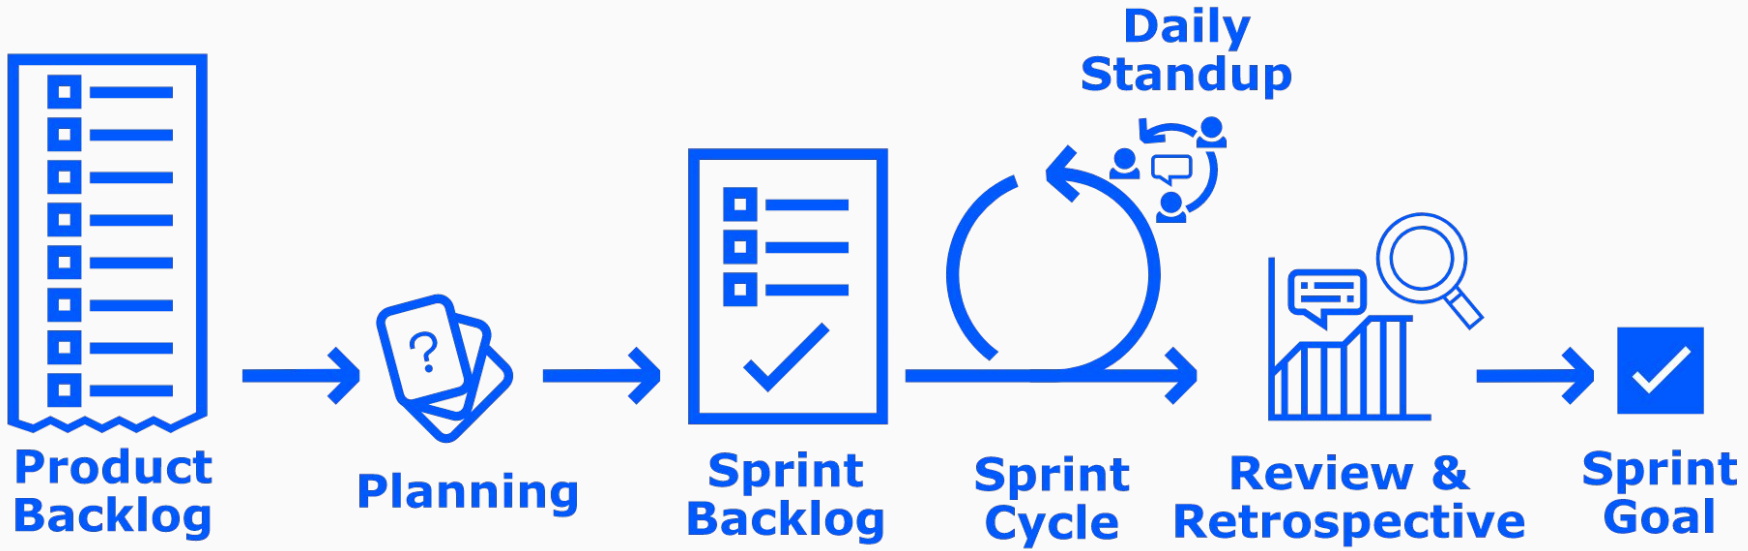 Daily
Standup
Product
Backlog
?
Planning
Sprint
Backlog
Sprint
Cycle
Review &
Retrospective
Sprint
Goal